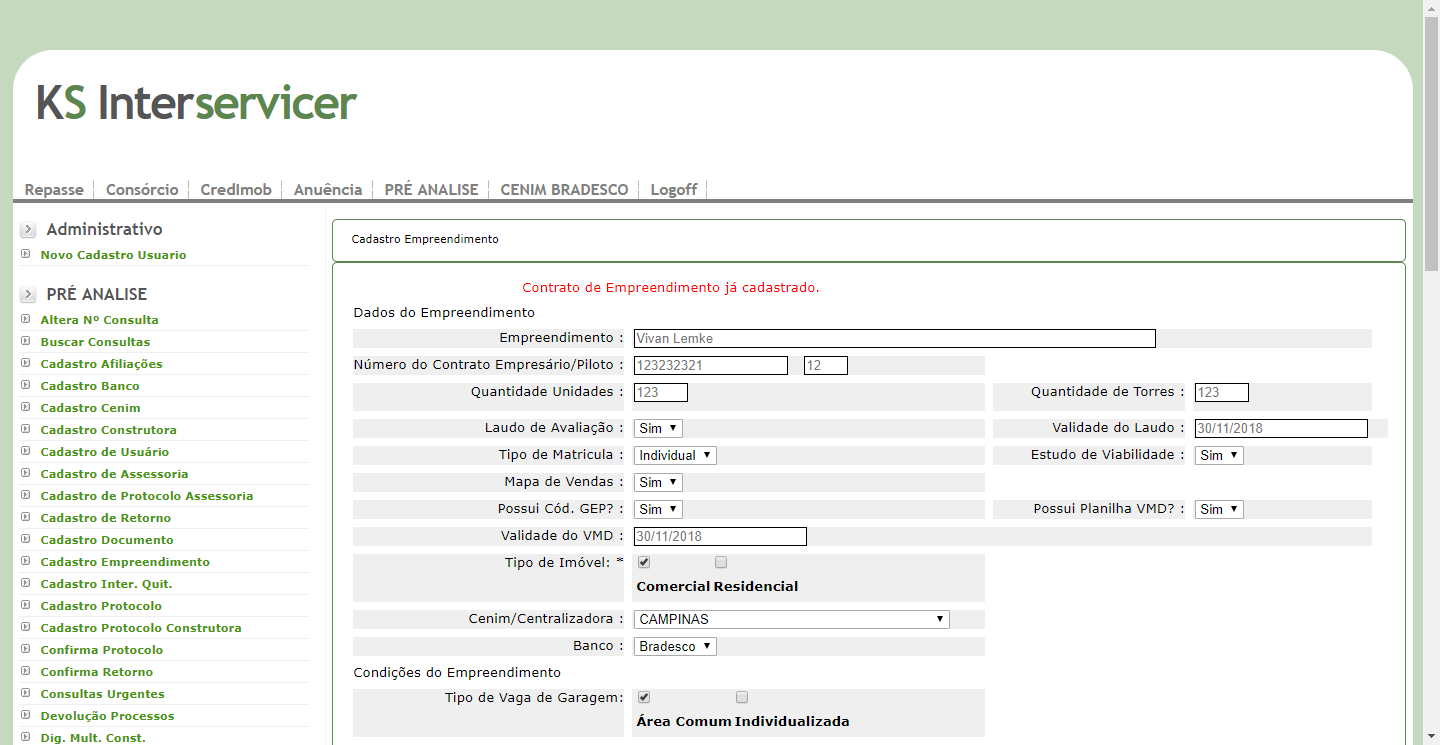 KS Interservicer
Repasse Consórcio CredImob Anuência PRÉ ANALISE CENIM BRADESCO Logoff
Administrativo
Novo Cadastro Usuario
PRÉ ANALISE
Altera Nº Consulta
Buscar Consultas
Cadastro Afiliações
Cadastro Banco
Cadastro Cenim
Cadastro Construtora
Cadastro de Usuário
Cadastro de Assessoria
Cadastro de Protocolo Assessoria
Cadastro de Retorno
Cadastro Documento
Cadastro Empreendimento
Cadastro Inter. Quit.
Cadastro Protocolo
Cadastro Protocolo Construtora
Confirma Protocolo
Confirma Retorno
Consultas Urgentes
Devolução Processos
Dig. Mult. Const.
Cadastro Empreendimento
Contrato de Empreendimento já cadastrado.
Dados do Empreendimento
Empreendimento : Vivan Lemke
Número do Contrato Empresário/Piloto : 123232321 12
Quantidade Unidades : 123 Quantidade de Torres : 123
Laudo de Avaliação : Sim Validade do Laudo : 30/11/2018
Tipo de Matricula : Individual Estudo de Viabilidade : Sim
Mapa de Vendas : Sim
Possui Cód. GEP? : Sim Possui Planilha VMD? : Sim
Validade do VMD : 30/11/2018
Tipo de Imóvel: *
Comercial Residencial
Cenim/Centralizadora : CAMPINAS
Banco : Bradesco
Condições do Empreendimento
Tipo de Vaga de Garagem:
Área Comum Individualizada